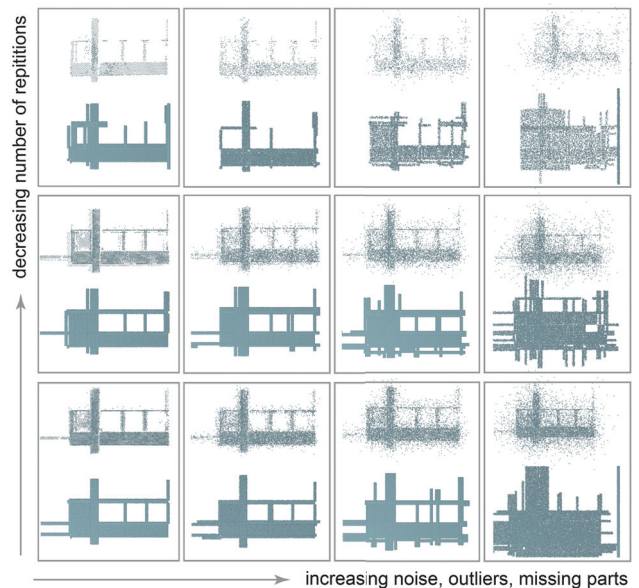 decreasing number of repititions
increasing noise, outliers, missing parts